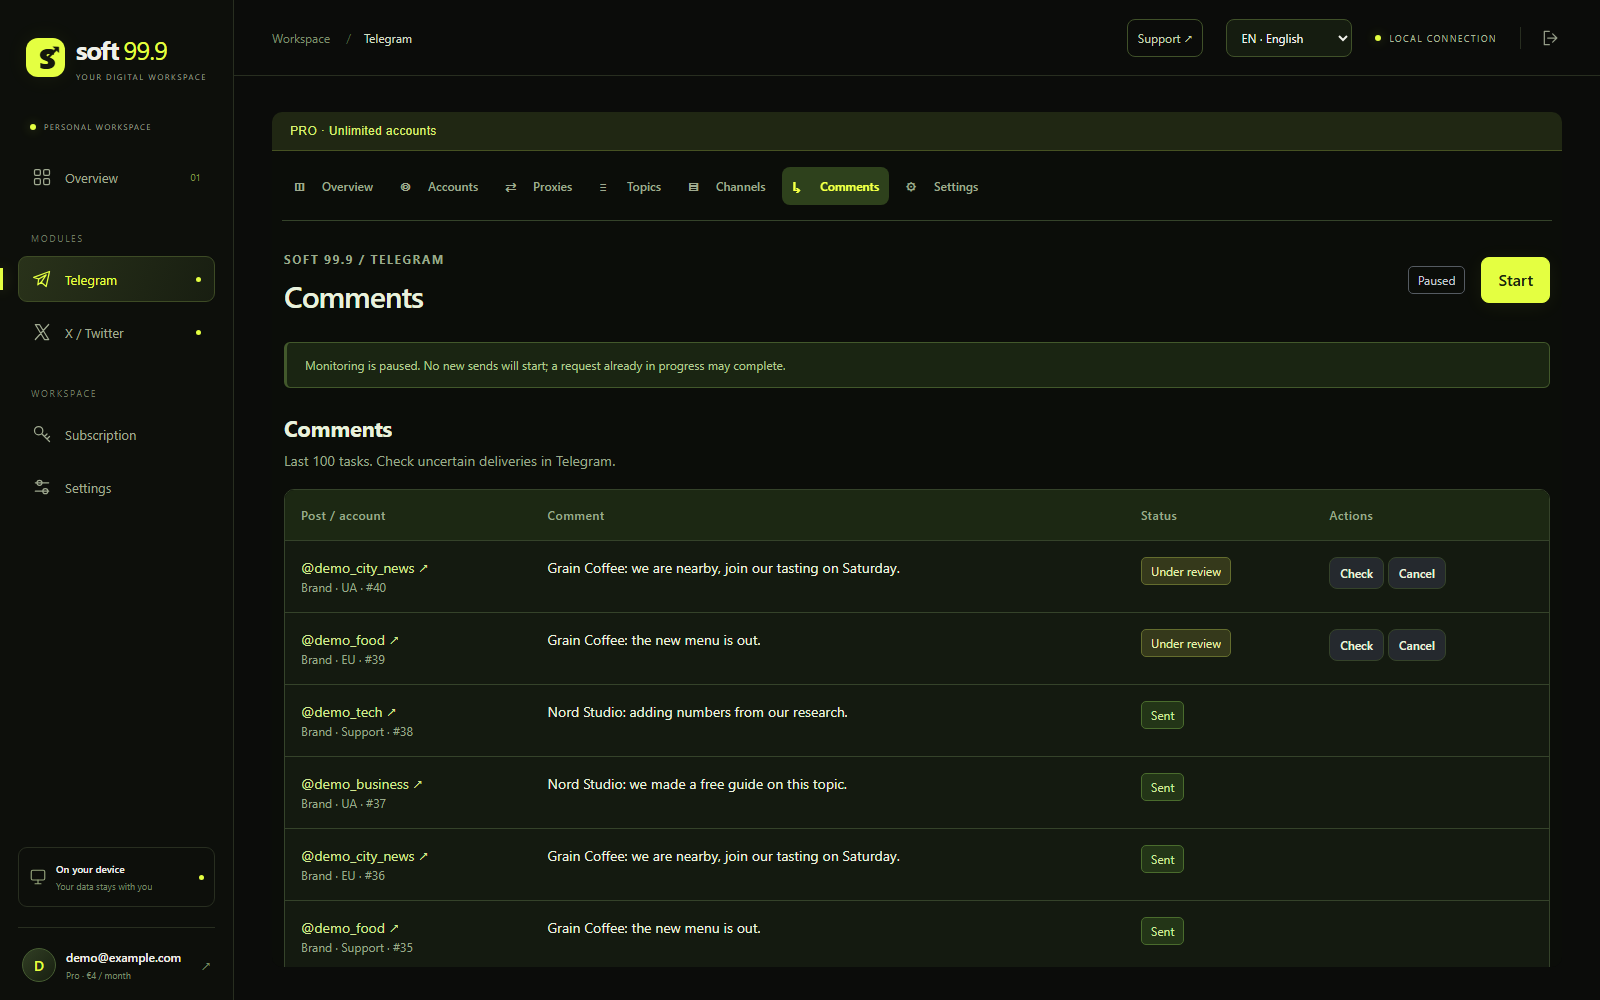 soft 99.9
YOUR DIGITAL WORKSPACE
PERSONAL WORKSPACE
Overview 01
MODULES
Telegram
X / Twitter
WORKSPACE
Subscription
Settings
On your device
Your data stays with you
D
demo@example.com
Pro · €4 / month ↗
Workspace / Telegram
Support ↗
EN · English
LOCAL CONNECTION
PRO · Unlimited accounts
Overview Accounts Proxies Topics Channels Comments Settings
SOFT 99.9 / TELEGRAM
Comments
Paused
Start
Monitoring is paused. No new sends will start; a request already in progress may complete.
Comments
Last 100 tasks. Check uncertain deliveries in Telegram.
Post / account Comment Status Actions
@demo_city_news ↗ Grain Coffee: we are nearby, join our tasting on Saturday. Under review Check Cancel
Brand · UA · #40
@demo_food ↗ Grain Coffee: the new menu is out. Under review Check Cancel
Brand · EU · #39
@demo_tech ↗ Nord Studio: adding numbers from our research. Sent
Brand · Support · #38
@demo_business ↗ Nord Studio: we made a free guide on this topic. Sent
Brand · UA · #37
@demo_city_news ↗ Grain Coffee: we are nearby, join our tasting on Saturday. Sent
Brand · EU · #36
@demo_food ↗ Grain Coffee: the new menu is out. Sent
Brand · Support · #35